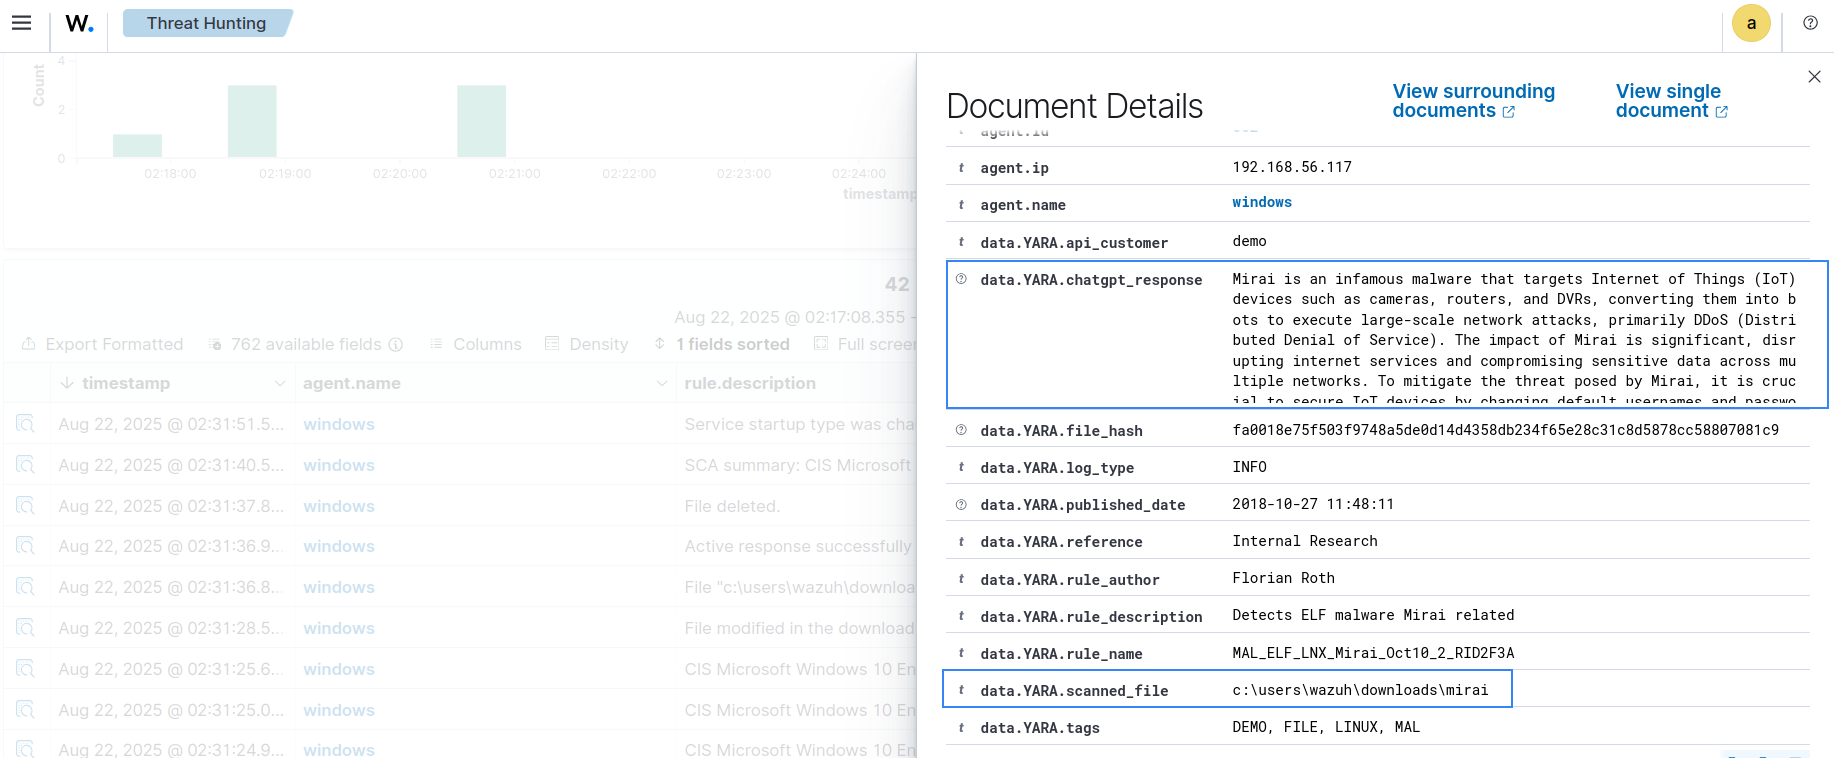 W.
Threat Hunting
a
Count
4
2
0
02:18:00
02:19:00
02:20:00
02:21:00
02:22:00
02:23:00
02:24:00
timestamp
42
Aug 22, 2025 @ 02:17:08.355 -
Export Formatted
762 available fields
Columns
Density
1 fields sorted
Full screen
timestamp
agent.name
rule.description
Aug 22, 2025 @ 02:31:51.5... windows Service startup type was cha
Aug 22, 2025 @ 02:31:40.5... windows SCA summary: CIS Microsoft
Aug 22, 2025 @ 02:31:37.8... windows File deleted.
Aug 22, 2025 @ 02:31:36.9... windows Active response successfully
Aug 22, 2025 @ 02:31:36.8... windows File "c:\users\wazuh\downloa
Aug 22, 2025 @ 02:31:28.5... windows File modified in the download
Aug 22, 2025 @ 02:31:25.6... windows CIS Microsoft Windows 10 En
Aug 22, 2025 @ 02:31:25.0... windows CIS Microsoft Windows 10 En
Aug 22, 2025 @ 02:31:24.9... windows CIS Microsoft Windows 10 En
Document Details
View surrounding
documents
View single
document
agent.id
t agent.ip 192.168.56.117
t agent.name windows
t data.YARA.api_customer demo
data.YARA.chatgpt_response Mirai is an infamous malware that targets Internet of Things (IoT)
devices such as cameras, routers, and DVRs, converting them into b
ots to execute large-scale network attacks, primarily DDoS (Distri
buted Denial of Service). The impact of Mirai is significant, disr
upting internet services and compromising sensitive data across mu
ltiple networks. To mitigate the threat posed by Mirai, it is cruc
ial to secure IoT devices by changing default usernames and passwo
data.YARA.file_hash fa0018e75f503f9748a5de0d14d4358db234f65e28c31c8d5878cc58807081c9
t data.YARA.log_type INFO
data.YARA.published_date 2018-10-27 11:48:11
t data.YARA.reference Internal Research
t data.YARA.rule_author Florian Roth
t data.YARA.rule_description Detects ELF malware Mirai related
t data.YARA.rule_name MAL_ELF_LNX_Mirai_Oct10_2_RID2F3A
t data.YARA.scanned_file c:\users\wazuh\downloads\mirai
t data.YARA.tags DEMO, FILE, LINUX, MAL